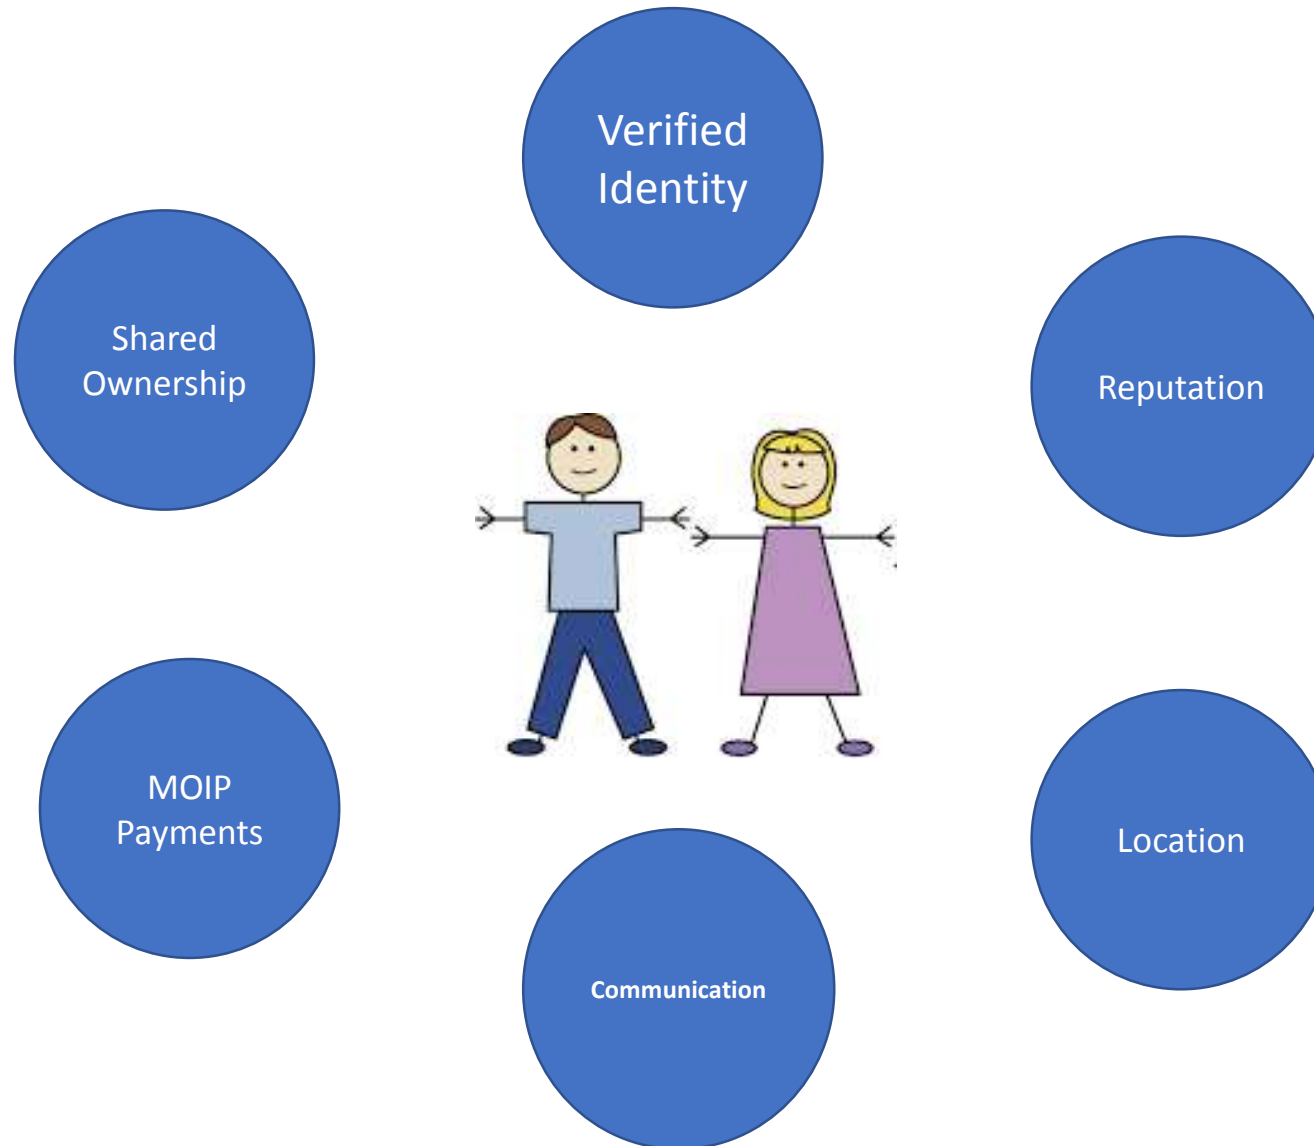 Verified
Identity
Shared
Ownership
Reputation
MOIP
Payments
Location
Communication